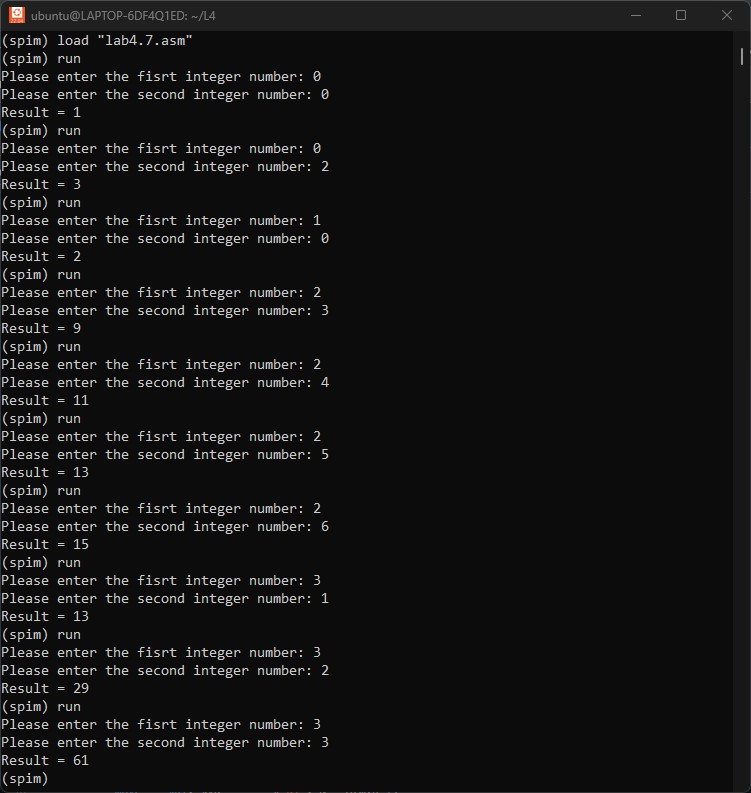 ubuntu@LAPTOP-6DF4Q1ED: ~/L4
(spim) load "lab4.7.asm"
(spim) run
Please enter the fisrt integer number: 0
Please enter the second integer number: 0
Result = 1
(spim) run
Please enter the fisrt integer number: 0
Please enter the second integer number: 2
Result = 3
(spim) run
Please enter the fisrt integer number: 1
Please enter the second integer number: 0
Result = 2
(spim) run
Please enter the fisrt integer number: 2
Please enter the second integer number: 3
Result = 9
(spim) run
Please enter the fisrt integer number: 2
Please enter the second integer number: 4
Result = 11
(spim) run
Please enter the fisrt integer number: 2
Please enter the second integer number: 5
Result = 13
(spim) run
Please enter the fisrt integer number: 2
Please enter the second integer number: 6
Result = 15
(spim) run
Please enter the fisrt integer number: 3
Please enter the second integer number: 1
Result = 13
(spim) run
Please enter the fisrt integer number: 3
Please enter the second integer number: 2
Result = 29
(spim) run
Please enter the fisrt integer number: 3
Please enter the second integer number: 3
Result = 61
(spim)